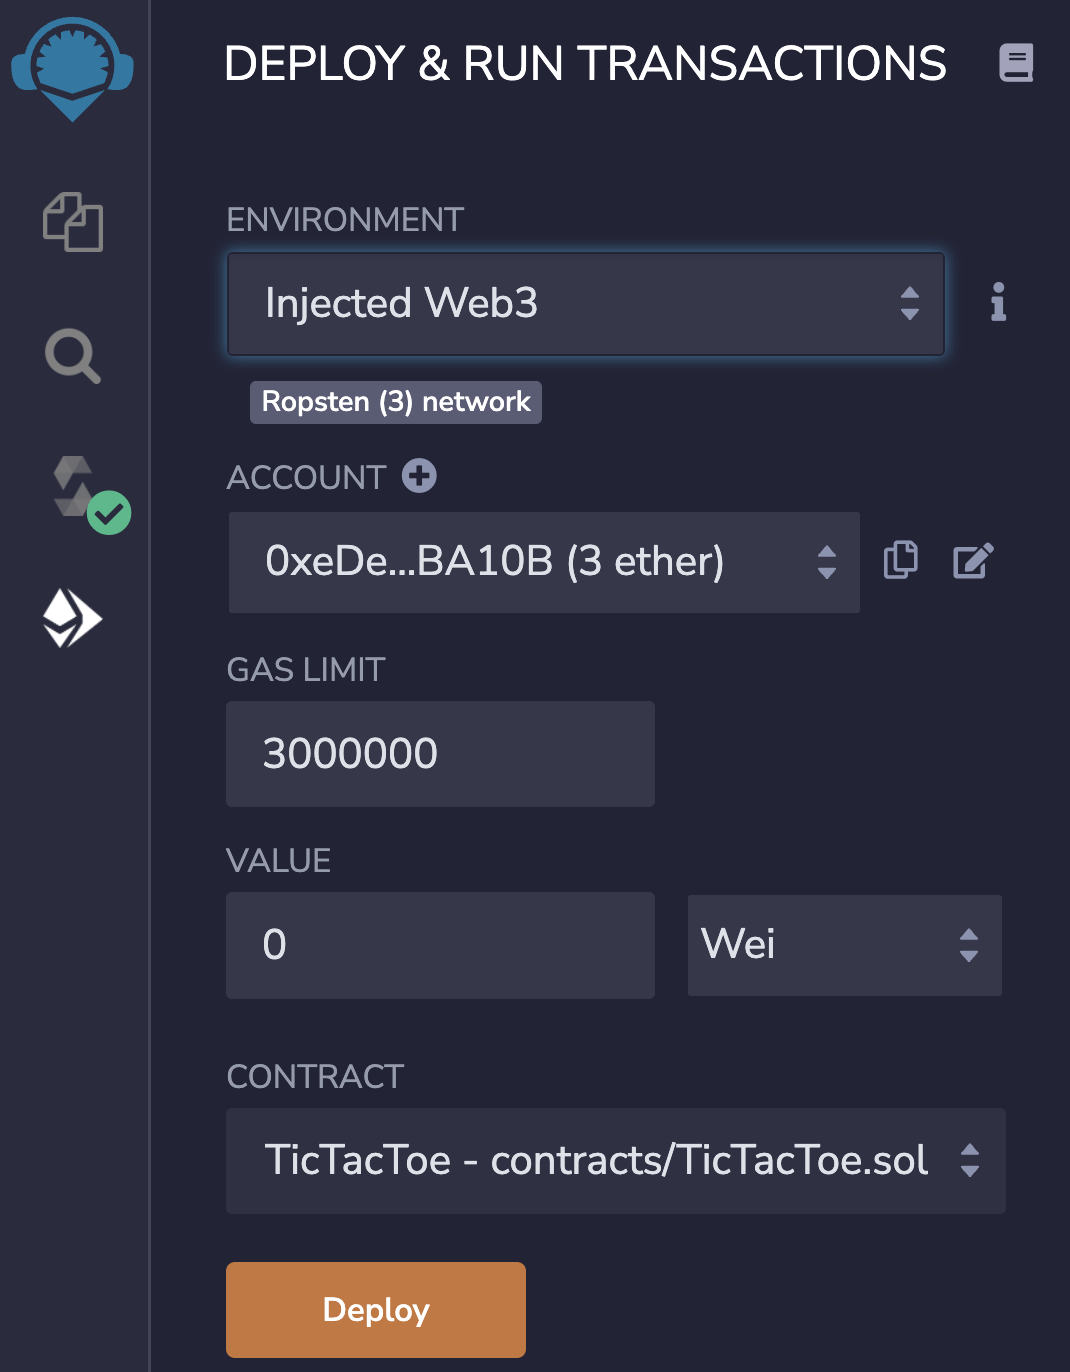 DEPLOY & RUN TRANSACTIONS
ENVIRONMENT
Injected Web3
Ropsten (3) network
ACCOUNT
0xeDe...BA10B (3 ether)
GAS LIMIT
3000000
VALUE
0
Wei
CONTRACT
TicTacToe - contracts/TicTacToe.sol
Deploy